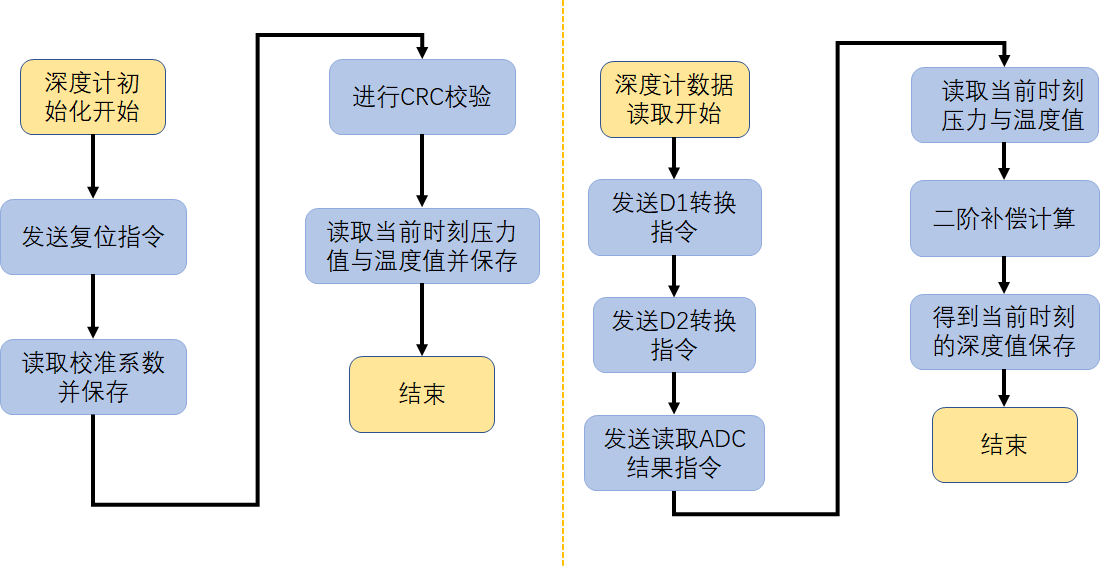 深度计初
始化开始
发送复位指令
读取校准系数
并保存
进行CRC校验
读取当前时刻压力
值与温度值并保存
结束
深度计数据
读取开始
发送D1转换
指令
发送D2转换
指令
发送读取ADC
结果指令
读取当前时刻
压力与温度值
二阶补偿计算
得到当前时刻
的深度值保存
结束